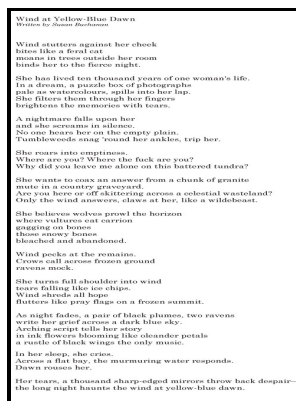 Wind at Yellow-Blue Dawn
Written by Susan Buchanan
Wind stutters against her cheek
bites like a feral cat
moans in trees outside her room
binds her to the fierce night.
She has lived ten thousand years of one woman's life.
In a dream, a puzzle box of photographs
pale as watercolours, spills into her lap.
She filters them through her fingers
brightens the memories with tears.
A nightmare falls upon her
and she screams in silence.
No one hears her on the empty plain.
Tumbleweeds snag 'round her ankles, trip her.
She roars into emptiness.
Where are you? Where the fuck are you?
Why did you leave me alone on this battered tundra?
She wants to coax an answer from a chunk of granite
mute in a country graveyard.
Are you here or off skittering across a celestial wasteland?
Only the wind answers, claws at her, like a wildebeest.
She believes wolves prowl the horizon
where vultures eat carrion
gagging on bones
those snowy bones
bleached and abandoned.
Wind pecks at the remains.
Crows call across frozen ground
ravens mock.
She turns full shoulder into wind
tears falling like ice chips.
Wind shreds all hope
flutters like pray flags on a frozen summit.
As night fades, a pair of black plumes, two ravens
write her grief across a dark blue sky.
Arching script tells her story
in ink flowers blooming like oleander petals
a rustle of black wings the only music.
In her sleep, she cries.
Across a flat bay, the murmuring water responds.
Dawn rouses her.
Her tears, a thousand sharp-edged mirrors throw back despair—
the long night haunts the wind at yellow-blue dawn.